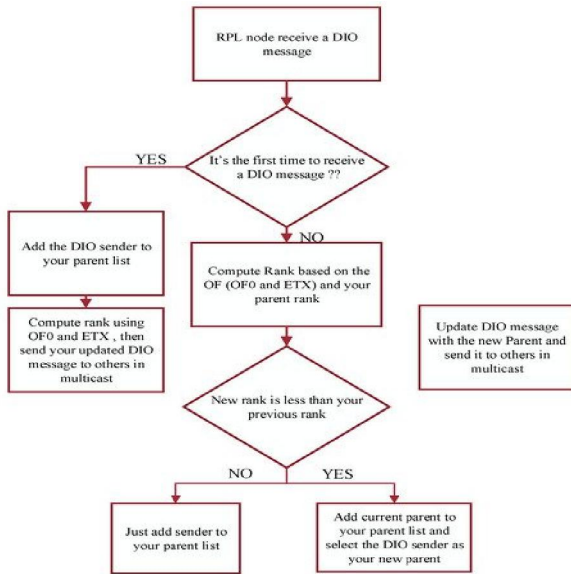 RPL node receive a DIO
message
YES
It's the first time to receive
a DIO message ??
Add the DIO sender to
your parent list
NO
Compute Rank based on the
OF (OF0 and ETX) and your
parent rank
Compute rank using
OF0 and ETX , then
send your updated DIO
message to others in
multicast
Update DIO message
with the new Parent and
send it to others in
multicast
New rank is less than your
previous rank
NO
YES
Just add sender to
your parent list
Add current parent to
your parent list and
select the DIO sender as
your new parent